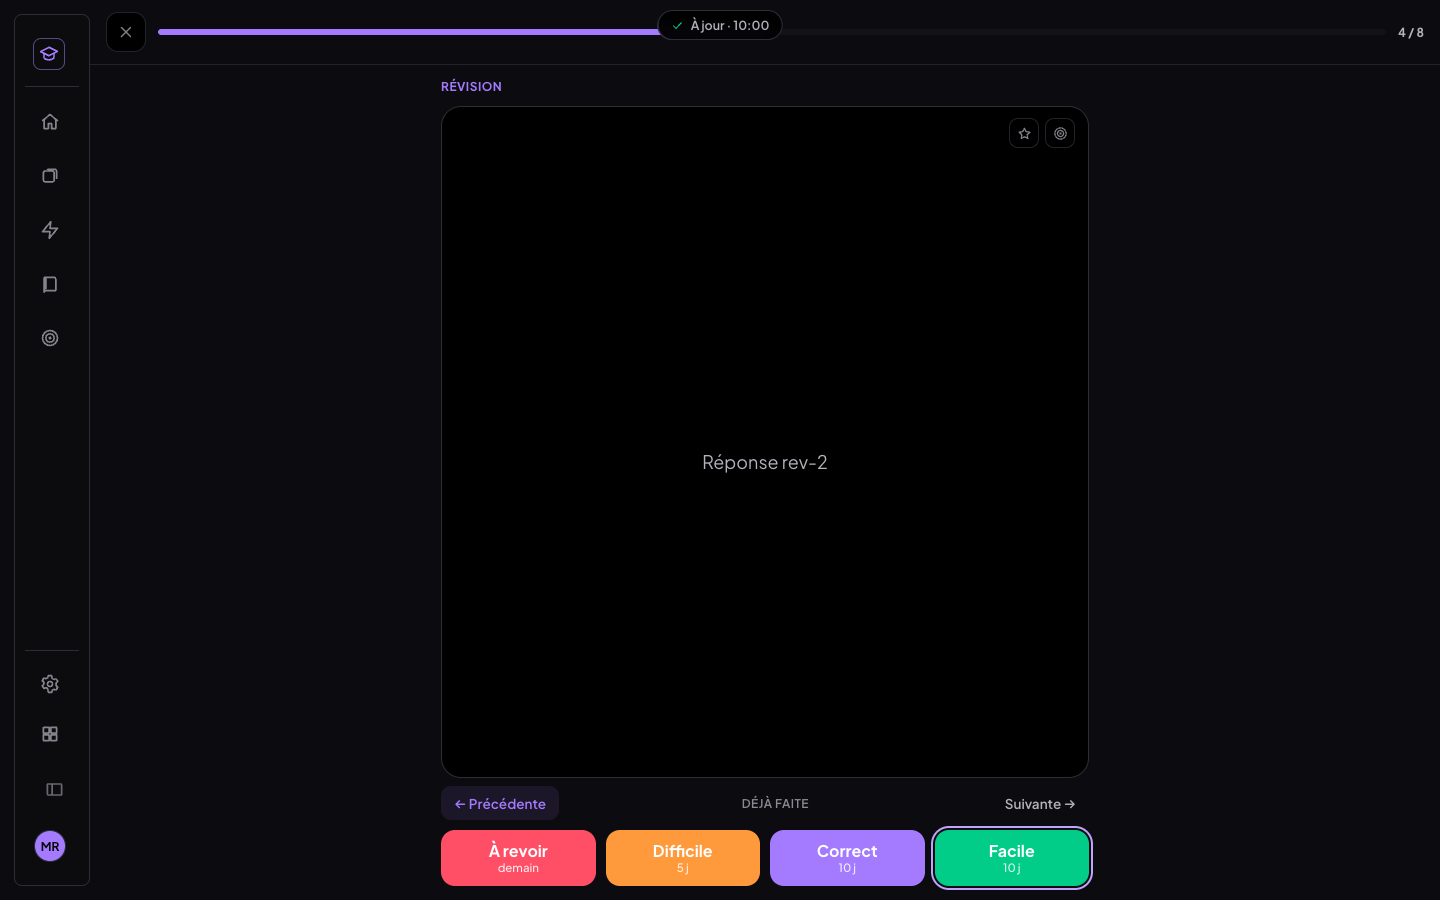 À jour · 10:00
4 / 8
RÉVISION
Réponse rev-2
← Précédente
DÉJÀ FAITE
Suivante →
À revoir
demain
Difficile
5 j
Correct
10 j
Facile
10 j
MR